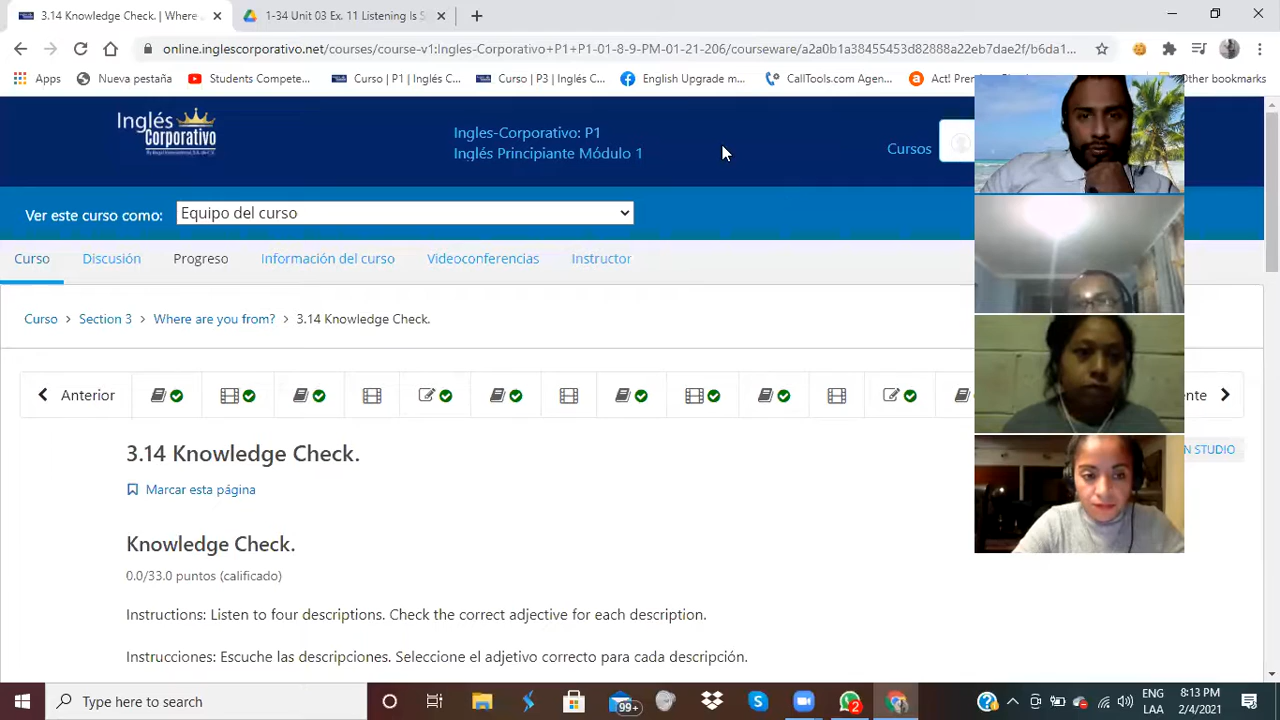 3.14 Knowledge Check. | Where
1-34 Unit 03 Ex. 11 Listening Is S
online.inglescorporativo.net/courses/course-v1:Ingles-Corporativo+P1+P1-01-8-9-PM-01-21-206/courseware/a2a0b1a38455453d82888a22eb7dae2f/b6da1...
Apps
Nueva pestaña
Students Compete...
Curso | P1 | Inglés C...
Curso | P3 | Inglés C...
English Upgrade m...
CallTools.com Agen...
Act! Pre
Other bookmarks
Inglés
Corporativo
Ingles-Corporativo: P1
Inglés Principiante Módulo 1
Cursos
Ver este curso como:
Equipo del curso
Curso
Discusión
Progreso
Información del curso
Videoconferencias
Instructor
Curso > Section 3 > Where are you from? > 3.14 Knowledge Check.
Anterior
nte
3.14 Knowledge Check.
N STUDIO
Marcar esta página
Knowledge Check.
0.0/33.0 puntos (calificado)
Instructions: Listen to four descriptions. Check the correct adjective for each description.
Instrucciones: Escuche las descripciones. Seleccione el adjetivo correcto para cada descripción.
Type here to search
99+
2
ENG
LAA
8:13 PM
2/4/2021